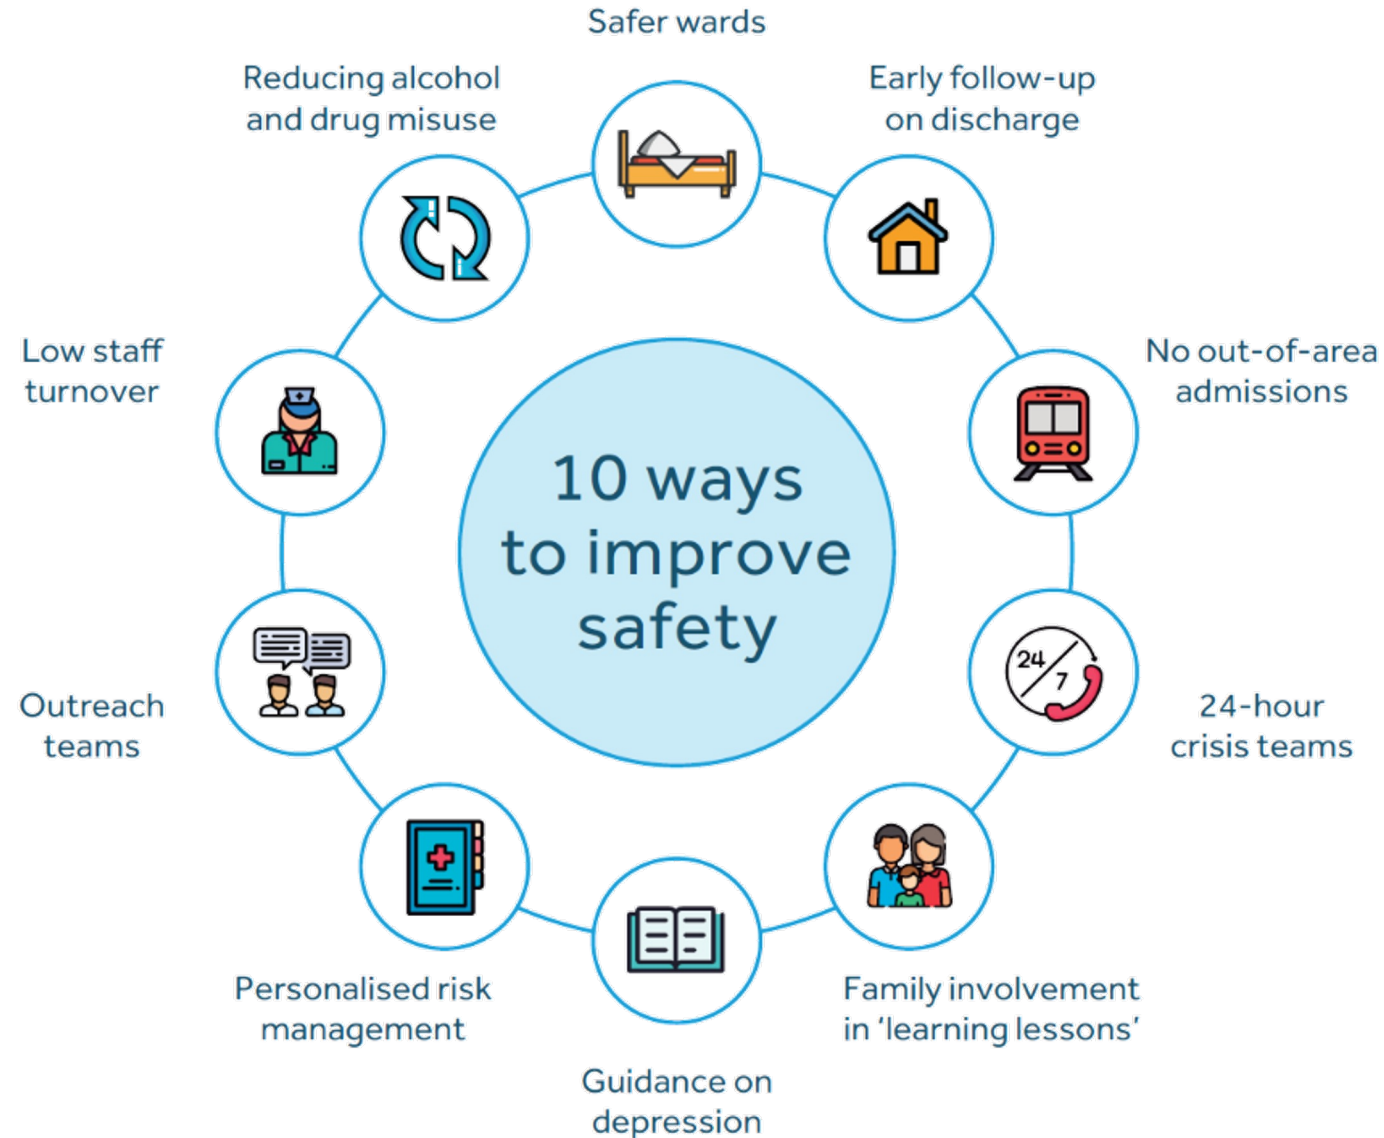 Safer wards
Early follow-up
on discharge
No out-of-area
admissions
24-hour
crisis teams
Family involvement
in ‘learning lessons’
Guidance on
depression
Personalised risk
management
Outreach
teams
Low staff
turnover
Reducing alcohol
and drug misuse
10 ways
to improve
safety
24
7